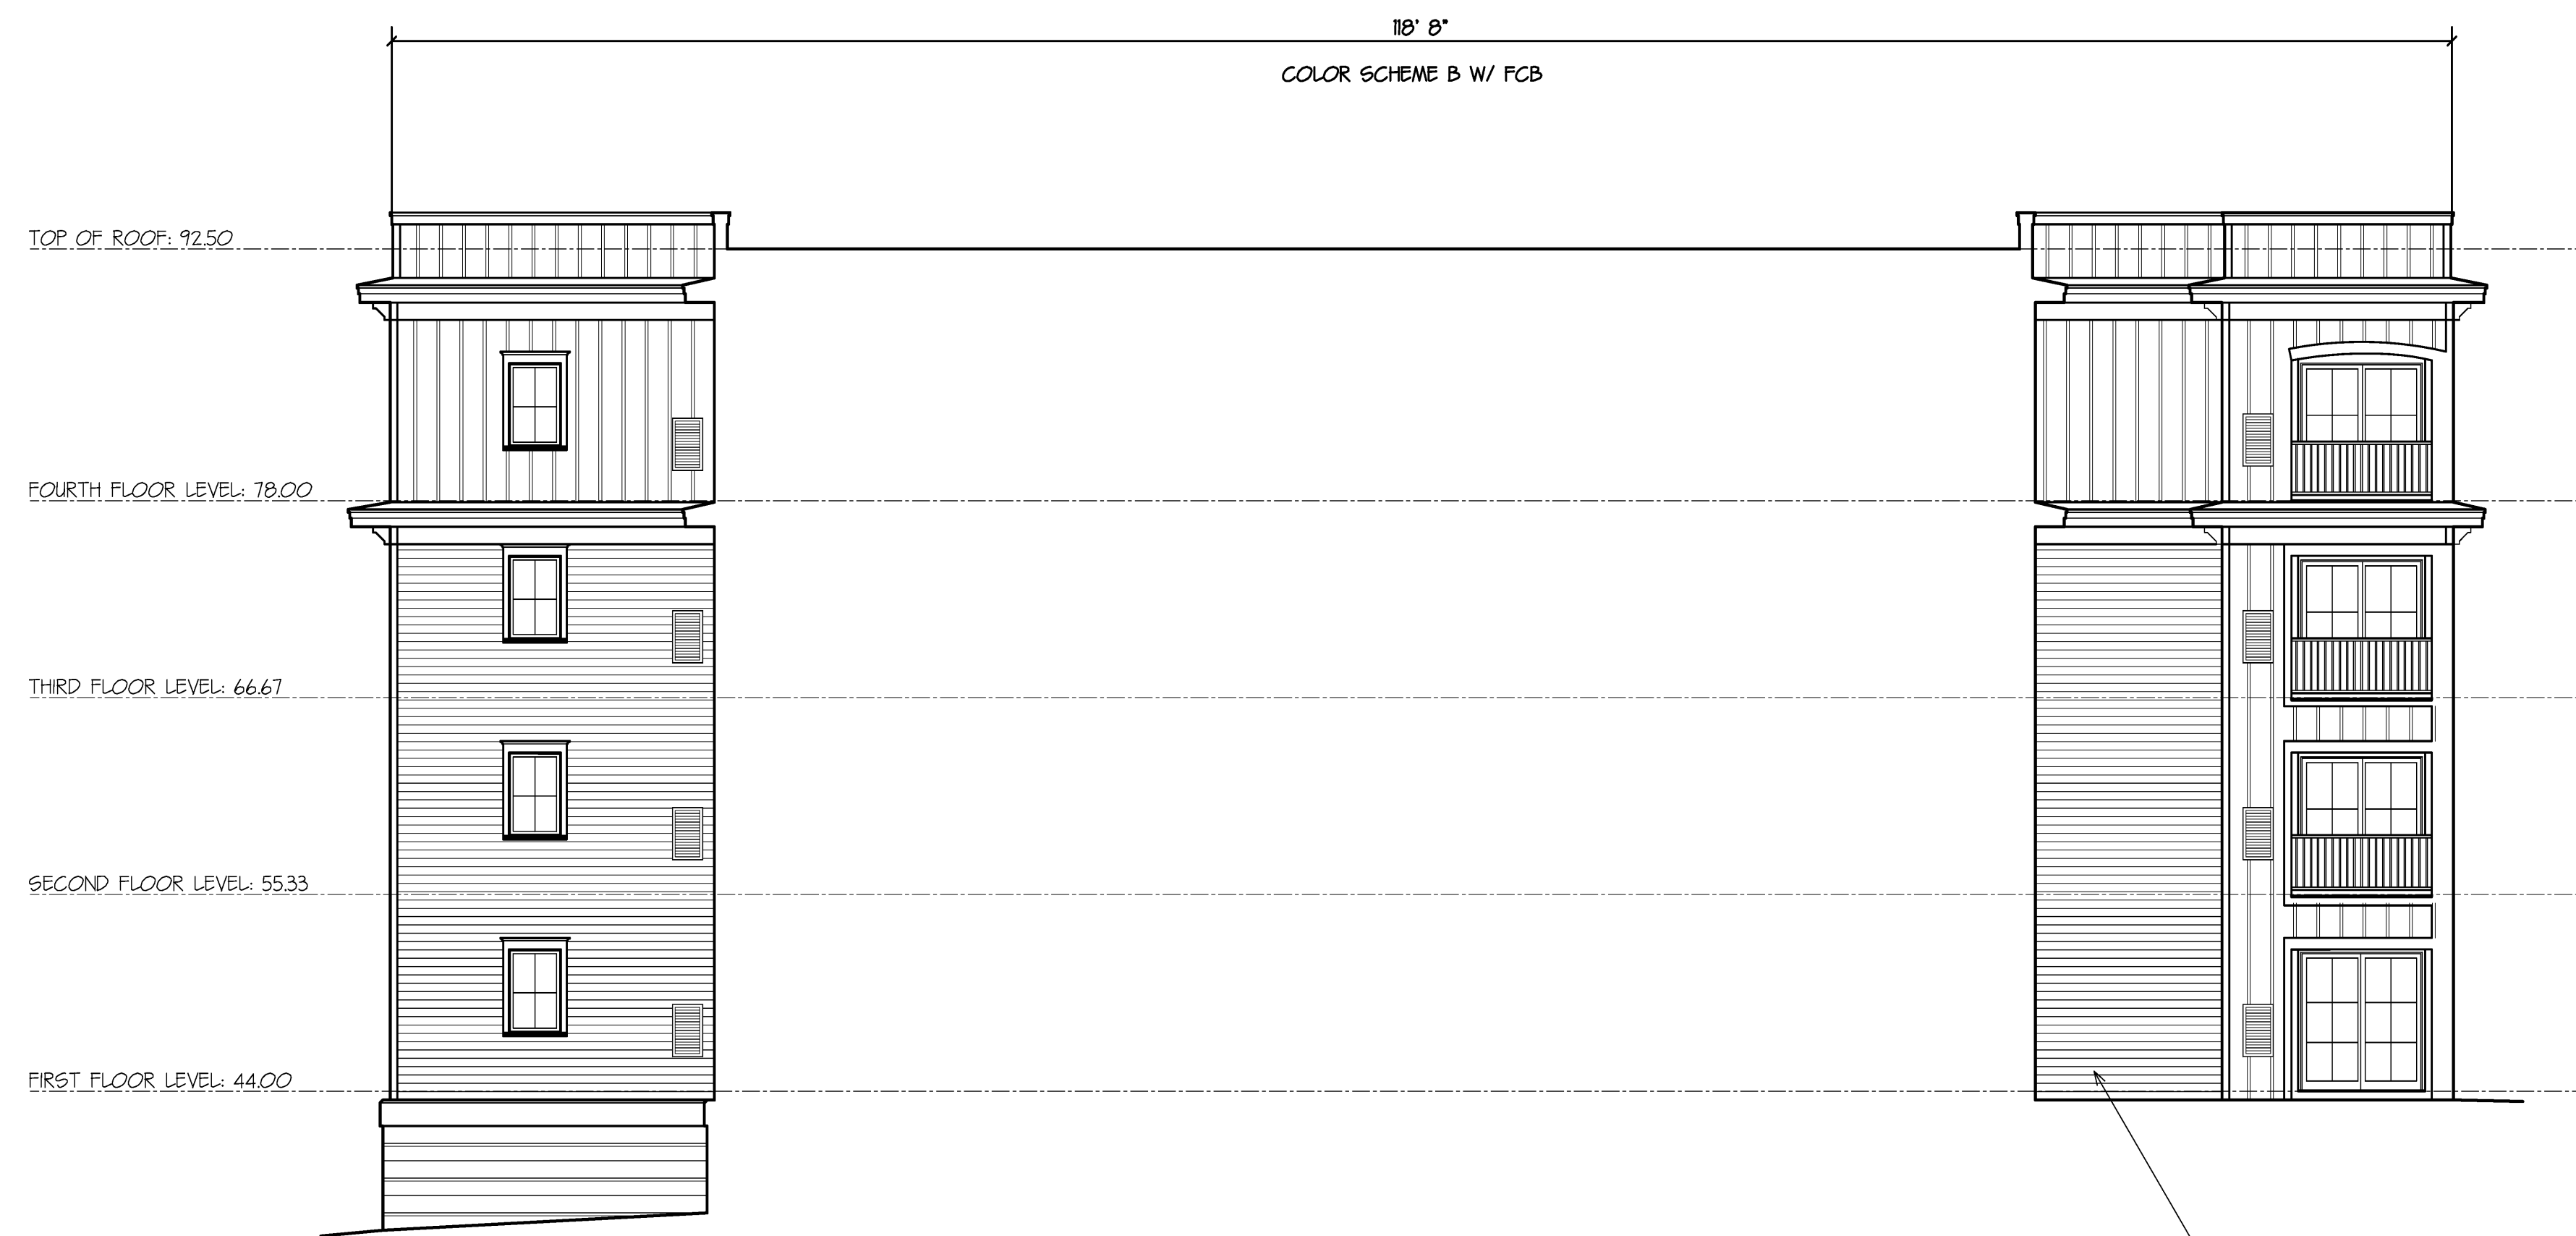 118' 8"
COLOR SCHEME B W/ FCB
TOP OF ROOF: 92.50
FOURTH FLOOR LEVEL: 78.00
THIRD FLOOR LEVEL: 66.67
SECOND FLOOR LEVEL: 55.33
FIRST FLOOR LEVEL: 44.00